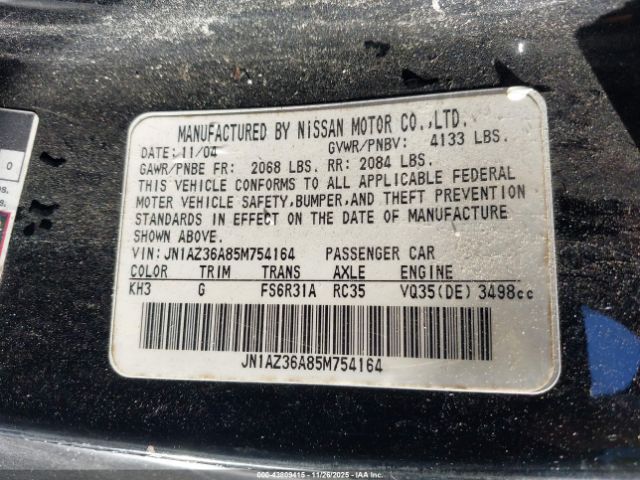 MANUFACTURED BY NISSAN MOTOR CO.,LTD.
DATE: 11/04 GVWR/PNBV: 4133 LBS.
GAWR/PNBE FR: 2068 LBS. RR: 2084 LBS.
THIS VEHICLE CONFORMS TO ALL APPLICABLE FEDERAL
MOTOR VEHICLE SAFETY,BUMPER,AND THEFT PREVENTION
STANDARDS IN EFFECT ON THE DATE OF MANUFACTURE
SHOWN ABOVE.
VIN: JN1AZ36A85M754164 PASSENGER CAR
COLOR TRIM TRANS AXLE ENGINE
KH3 G FS6R31A RC35 VQ35(DE) 3498cc
JN1AZ36A85M754164
0
000-43809415 - 11/26/2025 - Copyright IAA